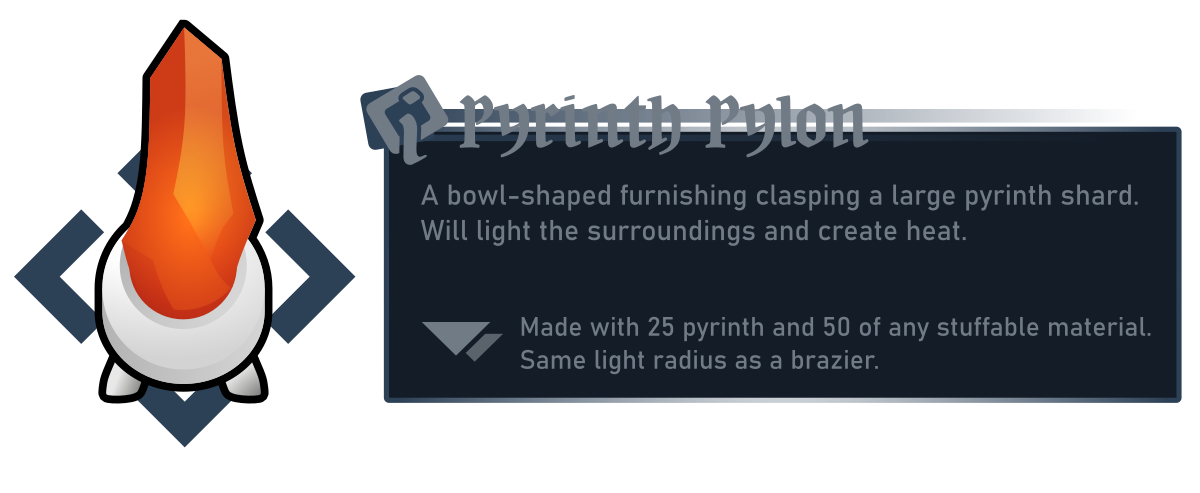 Pyrinth Pylon
A bowl-shaped furnishing clasping a large pyrinth shard.
Will light the surroundings and create heat.
Made with 25 pyrinth and 50 of any stuffable material.
Same light radius as a brazier.